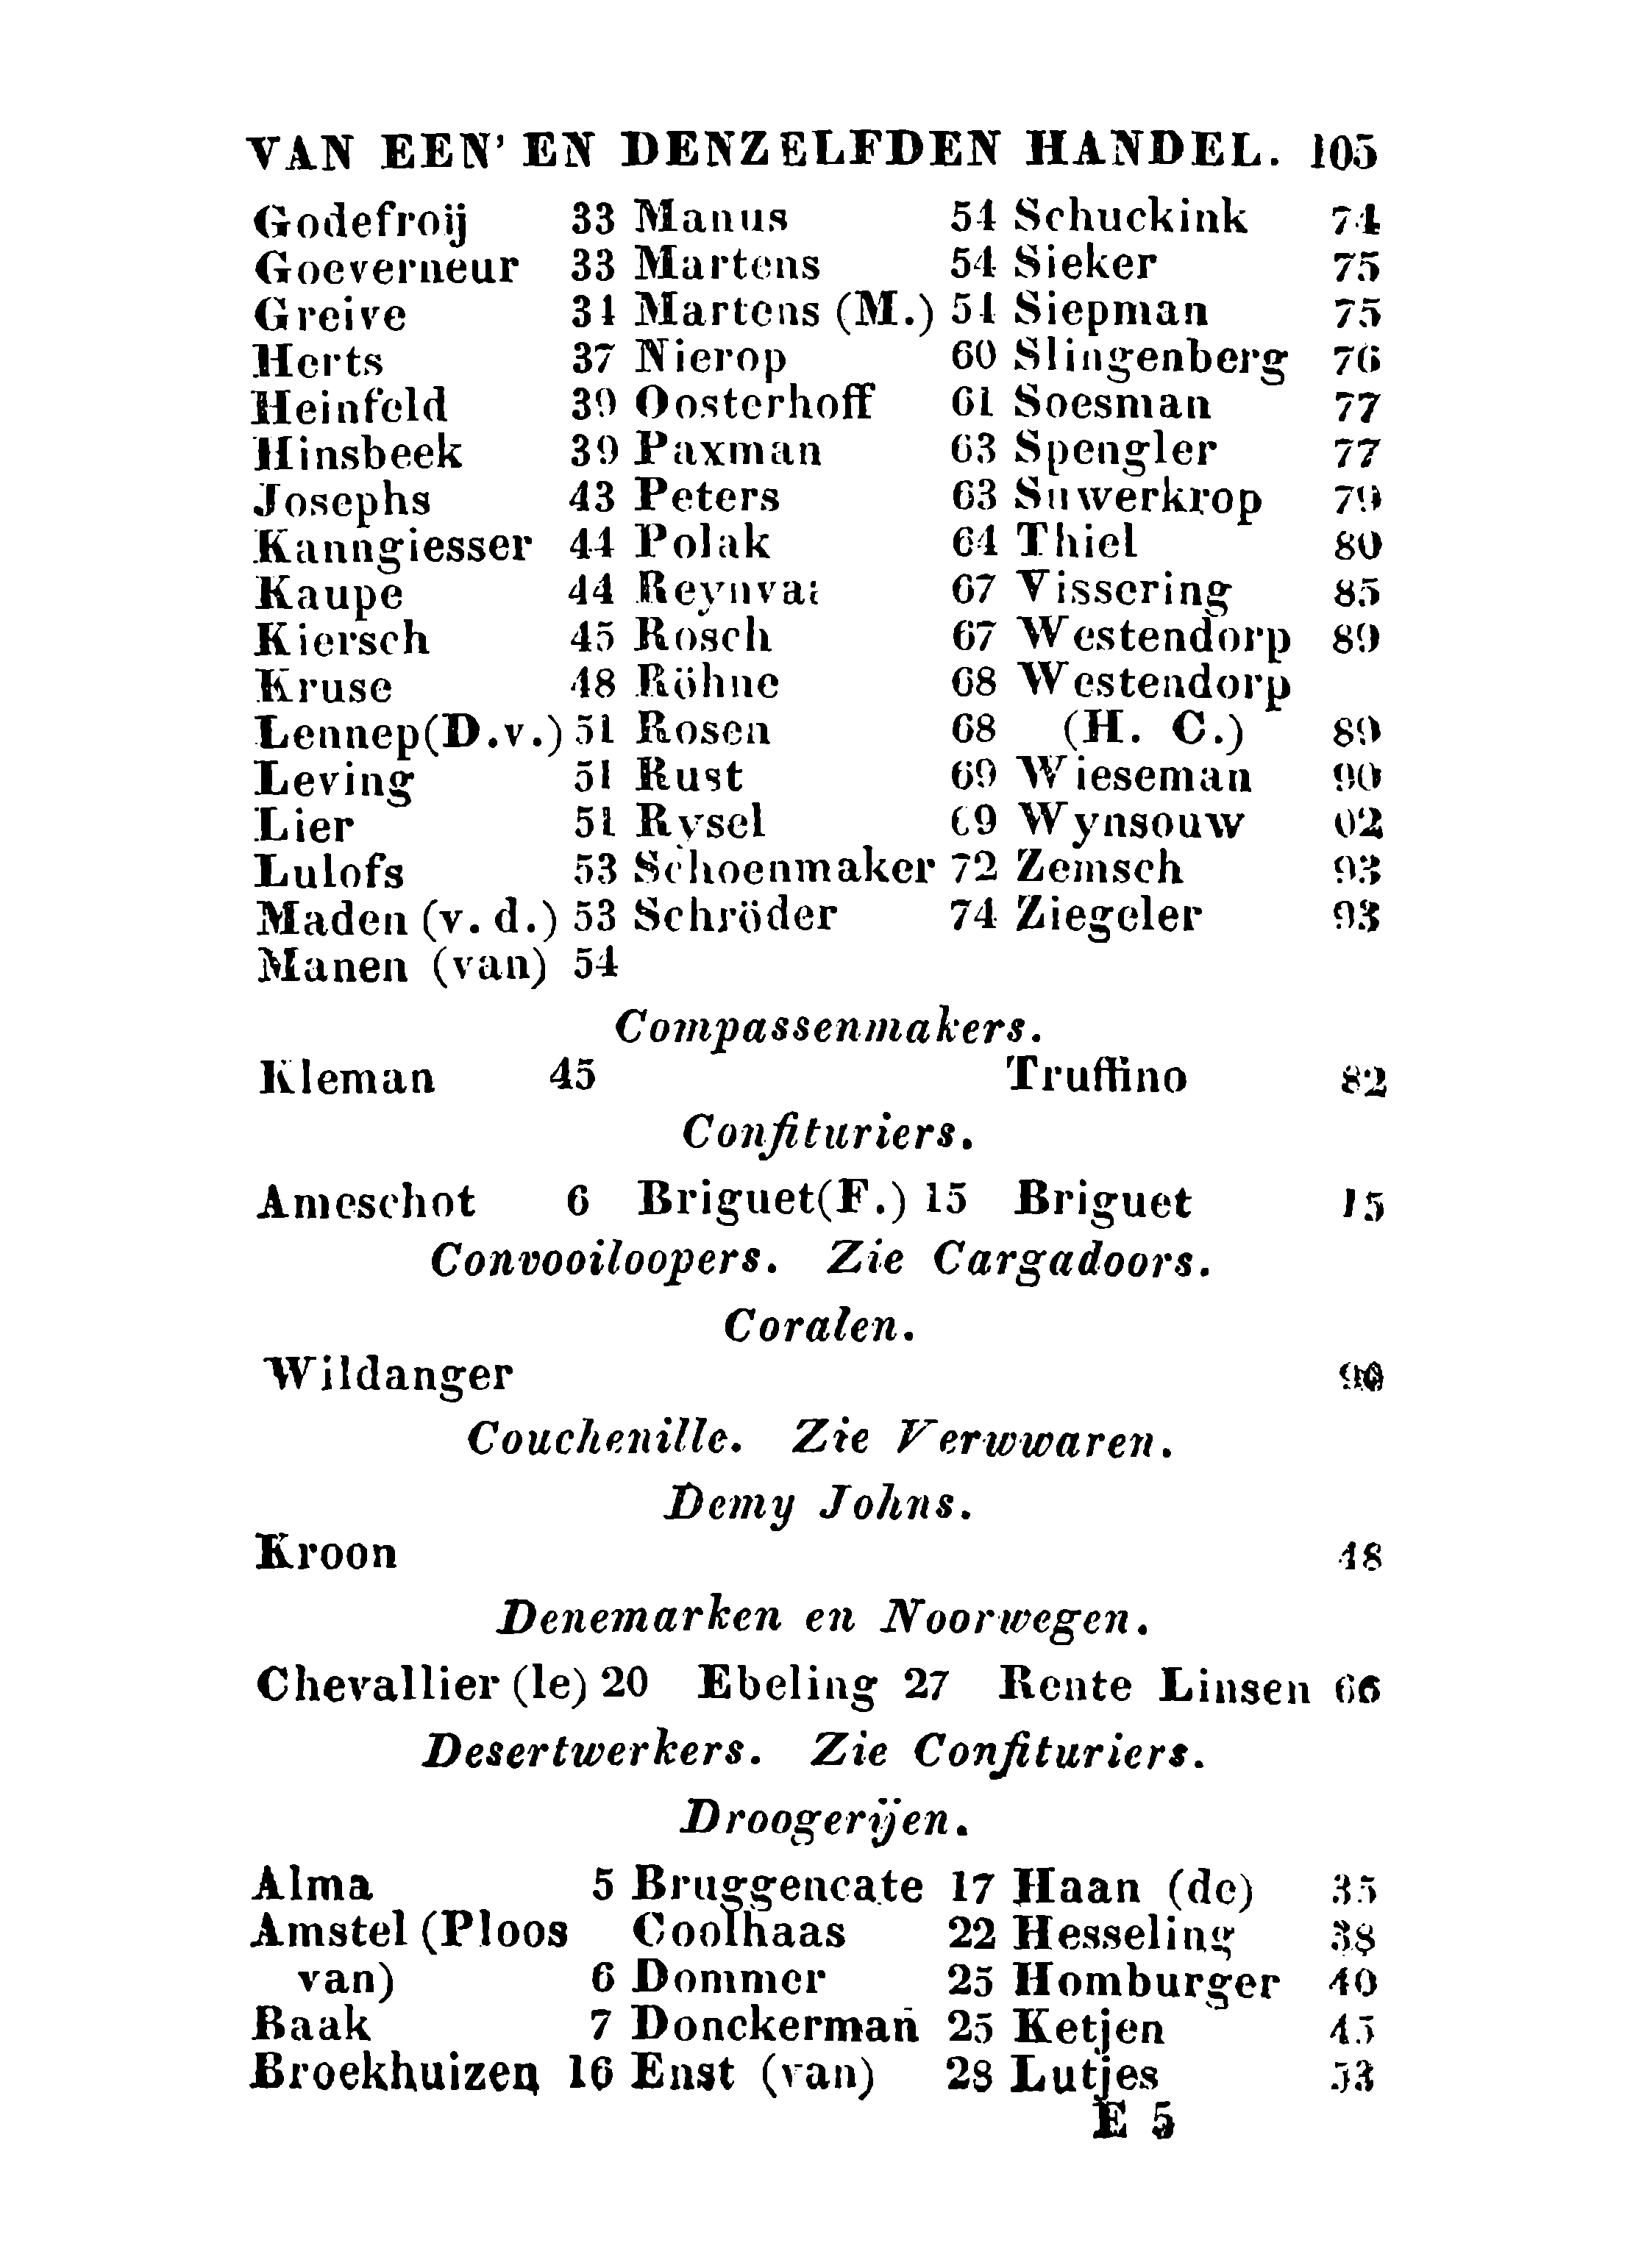 VAN EEN' EN DENZELFDEN HANDEL. 105
Godefroij 33
Goeverneur 33
Greive 34
Herts 37
Heinfeld 39
Hinsbeek 39
Josephs 43
Kanngiesser 44
Kaupe 44
Kiersch 45
Kruse 48
Lennep (D.v.) 51
Leving 51
Lier 51
Lulofs 53
Maden (v. d.) 53
Manen (van) 54
Manus 54
Martens 54
Martens (M.) 54
Nierop 60
Oosterhoff 61
Paxman 63
Peters 63
Polak 64
Reynvaa 67
Rosch 67
Röhne 68
Rosen 68
Rust 69
Rysel 69
Schoenmaker 72
Schröder 74
Schuckink 74
Sieker 75
Siepman 75
Slingenberg 76
Soesman 77
Spengler 77
Suwerkrop 79
Thiel 80
Vissering 85
Westendorp 89
Westendorp
(H. C.) 89
Wieseman 90
Wynsouw 92
Zemsch 93
Ziegeler 93
Compassenmakers.
Kleman 45 Truffino 82
Confituriers.
Ameschot 6 Briguet (F.) 15 Briguet 15
Convooiloopers. Zie Cargadoors.
Coralen.
Wildanger 90
Couchenille. Zie Verwwaren.
Demy Johns.
Kroon 48
Denemarken en Noorwegen.
Chevallier (le) 20 Ebeling 27 Rente Linsen 66
Desertwerkers. Zie Confituriers.
Droogerijen.
Alma 5
Amstel (Ploos
van) 6
Baak 7
Broekhuizen 16
Bruggencate 17
Coolhaas 22
Dommer 25
Donckerman 25
Enst (van) 28
Haan (de) 35
Hesseling 38
Homburger 40
Ketjen 45
Lutjes 53
E 5